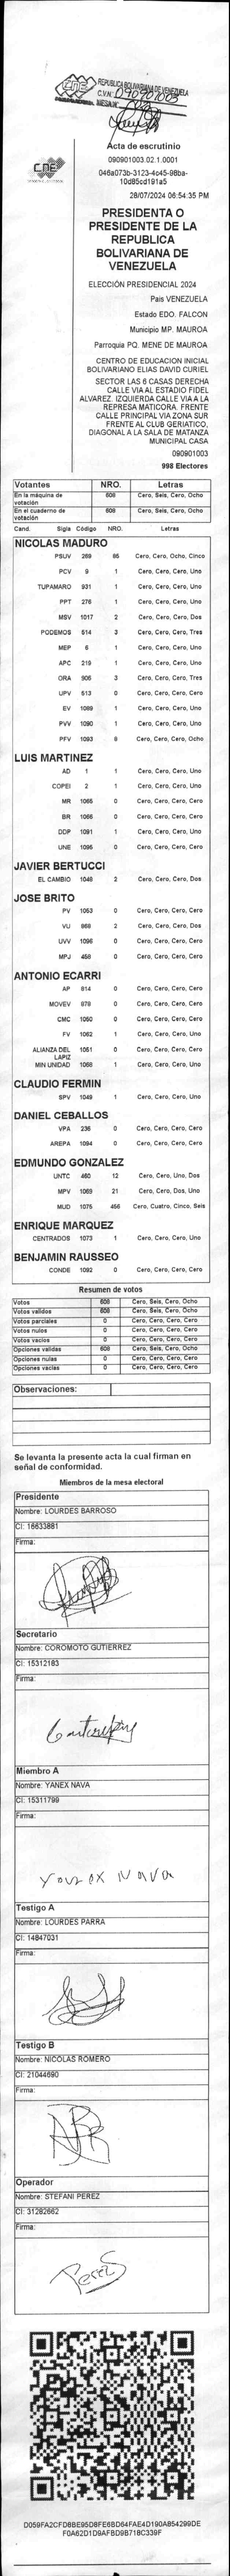 CNE
REPUBLICA BOLIVARIANA DE VENEZUELA
C.V.N° 090901003
MESA N°
CNE
Acta de escrutinio
090901003.02.1.0001
046a073b-3123-4c45-98ba-
10d85cd191a5
28/07/2024 06:54:35 PM
PRESIDENTA O
PRESIDENTE DE LA
REPUBLICA
BOLIVARIANA DE
VENEZUELA
ELECCIÓN PRESIDENCIAL 2024
País VENEZUELA
Estado EDO. FALCON
Municipio MP. MAUROA
Parroquia PQ. MENE DE MAUROA
CENTRO DE EDUCACION INICIAL
BOLIVARIANO ELIAS DAVID CURIEL
SECTOR LAS 6 CASAS DERECHA
CALLE VIA AL ESTADIO FIDEL
ALVAREZ. IZQUIERDA CALLE VIA A LA
REPRESA MATICORA. FRENTE
CALLE PRINCIPAL VIA ZONA SUR
FRENTE AL CLUB GERIATICO,
DIAGONAL A LA SALA DE MATANZA
MUNICIPAL CASA
090901003
998 Electores
Votantes NRO. Letras
En la máquina de votación 608 Cero, Seis, Cero, Ocho
En el cuaderno de votación 608 Cero, Seis, Cero, Ocho
Cand. Sigla Código NRO. Letras
NICOLAS MADURO
PSUV 269 85 Cero, Cero, Ocho, Cinco
PCV 9 1 Cero, Cero, Cero, Uno
TUPAMARO 931 1 Cero, Cero, Cero, Uno
PPT 276 1 Cero, Cero, Cero, Uno
MSV 1017 2 Cero, Cero, Cero, Dos
PODEMOS 514 3 Cero, Cero, Cero, Tres
MEP 6 1 Cero, Cero, Cero, Uno
APC 219 1 Cero, Cero, Cero, Uno
ORA 906 3 Cero, Cero, Cero, Tres
UPV 513 0 Cero, Cero, Cero, Cero
EV 1089 1 Cero, Cero, Cero, Uno
PVV 1090 1 Cero, Cero, Cero, Uno
PFV 1093 8 Cero, Cero, Cero, Ocho
LUIS MARTINEZ
AD 1 1 Cero, Cero, Cero, Uno
COPEI 2 1 Cero, Cero, Cero, Uno
MR 1065 0 Cero, Cero, Cero, Cero
BR 1066 0 Cero, Cero, Cero, Cero
DDP 1091 1 Cero, Cero, Cero, Uno
UNE 1095 0 Cero, Cero, Cero, Cero
JAVIER BERTUCCI
EL CAMBIO 1048 2 Cero, Cero, Cero, Dos
JOSE BRITO
PV 1053 0 Cero, Cero, Cero, Cero
VU 868 2 Cero, Cero, Cero, Dos
UVV 1096 0 Cero, Cero, Cero, Cero
MPJ 458 0 Cero, Cero, Cero, Cero
ANTONIO ECARRI
AP 814 0 Cero, Cero, Cero, Cero
MOVEV 878 0 Cero, Cero, Cero, Cero
CMC 1050 0 Cero, Cero, Cero, Cero
FV 1062 1 Cero, Cero, Cero, Uno
ALIANZA DEL LAPIZ 1051 0 Cero, Cero, Cero, Cero
MIN UNIDAD 1068 1 Cero, Cero, Cero, Uno
CLAUDIO FERMIN
SPV 1049 1 Cero, Cero, Cero, Uno
DANIEL CEBALLOS
VPA 236 0 Cero, Cero, Cero, Cero
AREPA 1094 0 Cero, Cero, Cero, Cero
EDMUNDO GONZALEZ
UNTC 460 12 Cero, Cero, Uno, Dos
MPV 1069 21 Cero, Cero, Dos, Uno
MUD 1075 456 Cero, Cuatro, Cinco, Seis
ENRIQUE MARQUEZ
CENTRADOS 1073 1 Cero, Cero, Cero, Uno
BENJAMIN RAUSSEO
CONDE 1092 0 Cero, Cero, Cero, Cero
Resumen de votos
Votos 608 Cero, Seis, Cero, Ocho
Votos validos 608 Cero, Seis, Cero, Ocho
Votos parciales 0 Cero, Cero, Cero, Cero
Votos nulos 0 Cero, Cero, Cero, Cero
Votos vacios 0 Cero, Cero, Cero, Cero
Opciones validas 608 Cero, Seis, Cero, Ocho
Opciones nulas 0 Cero, Cero, Cero, Cero
Opciones vacias 0 Cero, Cero, Cero, Cero
Observaciones:
Se levanta la presente acta la cual firman en
señal de conformidad.
Miembros de la mesa electoral
Presidente
Nombre: LOURDES BARROSO
CI: 16633881
Firma:
Secretario
Nombre: COROMOTO GUTIERREZ
CI: 15312183
Firma:
Miembro A
Nombre: YANEX NAVA
CI: 15311799
Firma:
Yanex Nava
Testigo A
Nombre: LOURDES PARRA
CI: 14847031
Firma:
Testigo B
Nombre: NICOLAS ROMERO
CI: 21044690
Firma:
Operador
Nombre: STEFANI PEREZ
CI: 31282662
Firma:
PerezS
D059FA2CFD8BE95D8FE6BD64FAE4D190A854299DE
F0A62D1D9AFBD9B718C339F